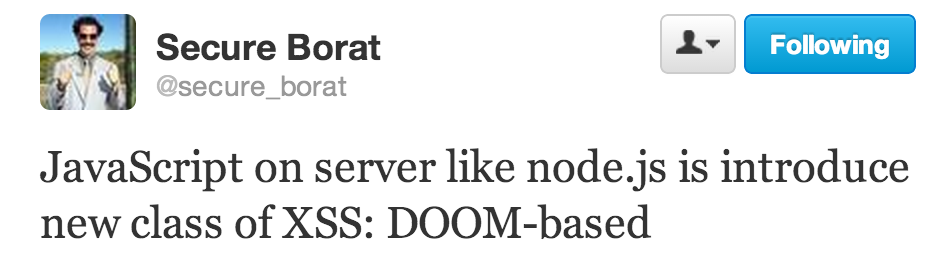 Secure Borat
@secure_borat
Following
JavaScript on server like node.js is introduce
new class of XSS: DOOM-based